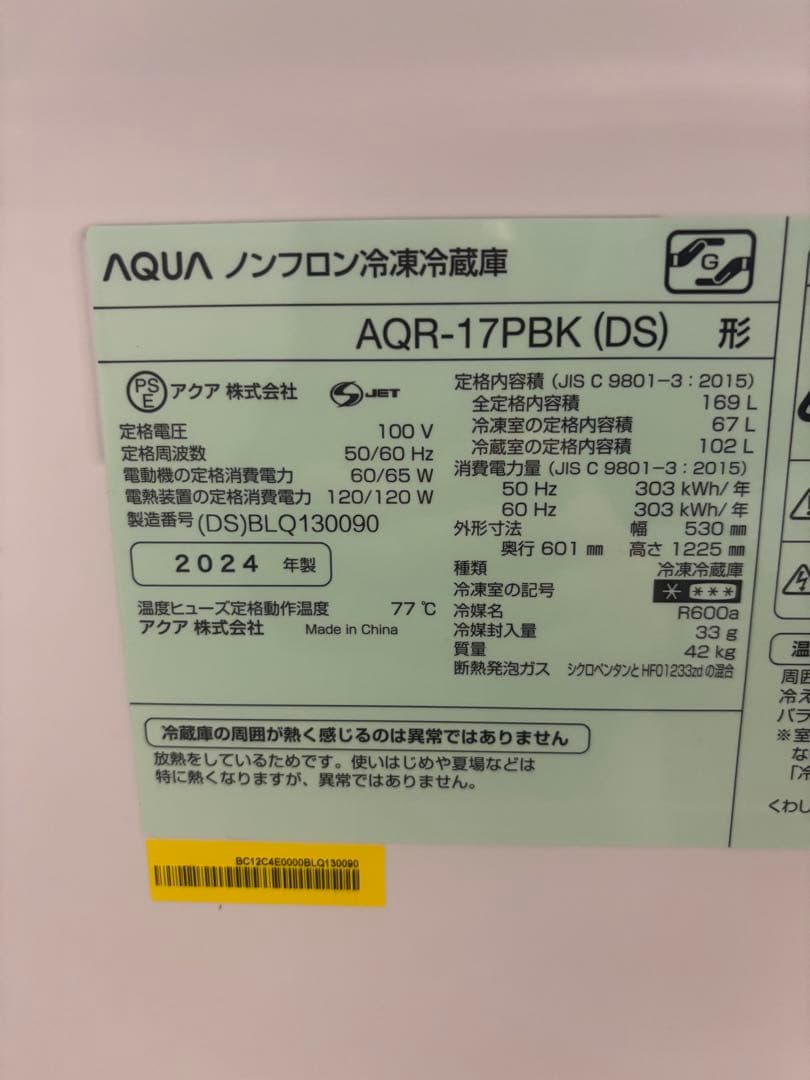 AQUA ノンフロン冷凍冷蔵庫
G
AQR-17PBK (DS) 形
PSE アクア 株式会社 JET
定格電圧 100 V
定格周波数 50/60 Hz
電動機の定格消費電力 60/65 W
電熱装置の定格消費電力 120/120 W
製造番号 (DS)BLQ130090
2024 年製
温度ヒューズ定格動作温度 77 ℃
アクア 株式会社 Made in China
定格内容積 (JIS C 9801-3 : 2015)
全定格内容積 169 L
冷凍室の定格内容積 67 L
冷蔵室の定格内容積 102 L
消費電力量 (JIS C 9801-3 : 2015)
50 Hz 303 kWh/年
60 Hz 303 kWh/年
外形寸法 幅 530 ㎜
奥行 601 ㎜ 高さ 1225 ㎜
種類 冷凍冷蔵庫
冷凍室の記号 * ***
冷媒名 R600a
冷媒封入量 33 g
質量 42 kg
断熱発泡ガス シクロペンタンとHFO1233zdの混合
冷蔵庫の周囲が熱く感じるのは異常ではありません
放熱をしているためです。使いはじめや夏場などは
特に熱くなりますが、異常ではありません。
BC12C4E0000BLQ130090
温
周囲
冷え
バラ
※室
な
「冷
くわし